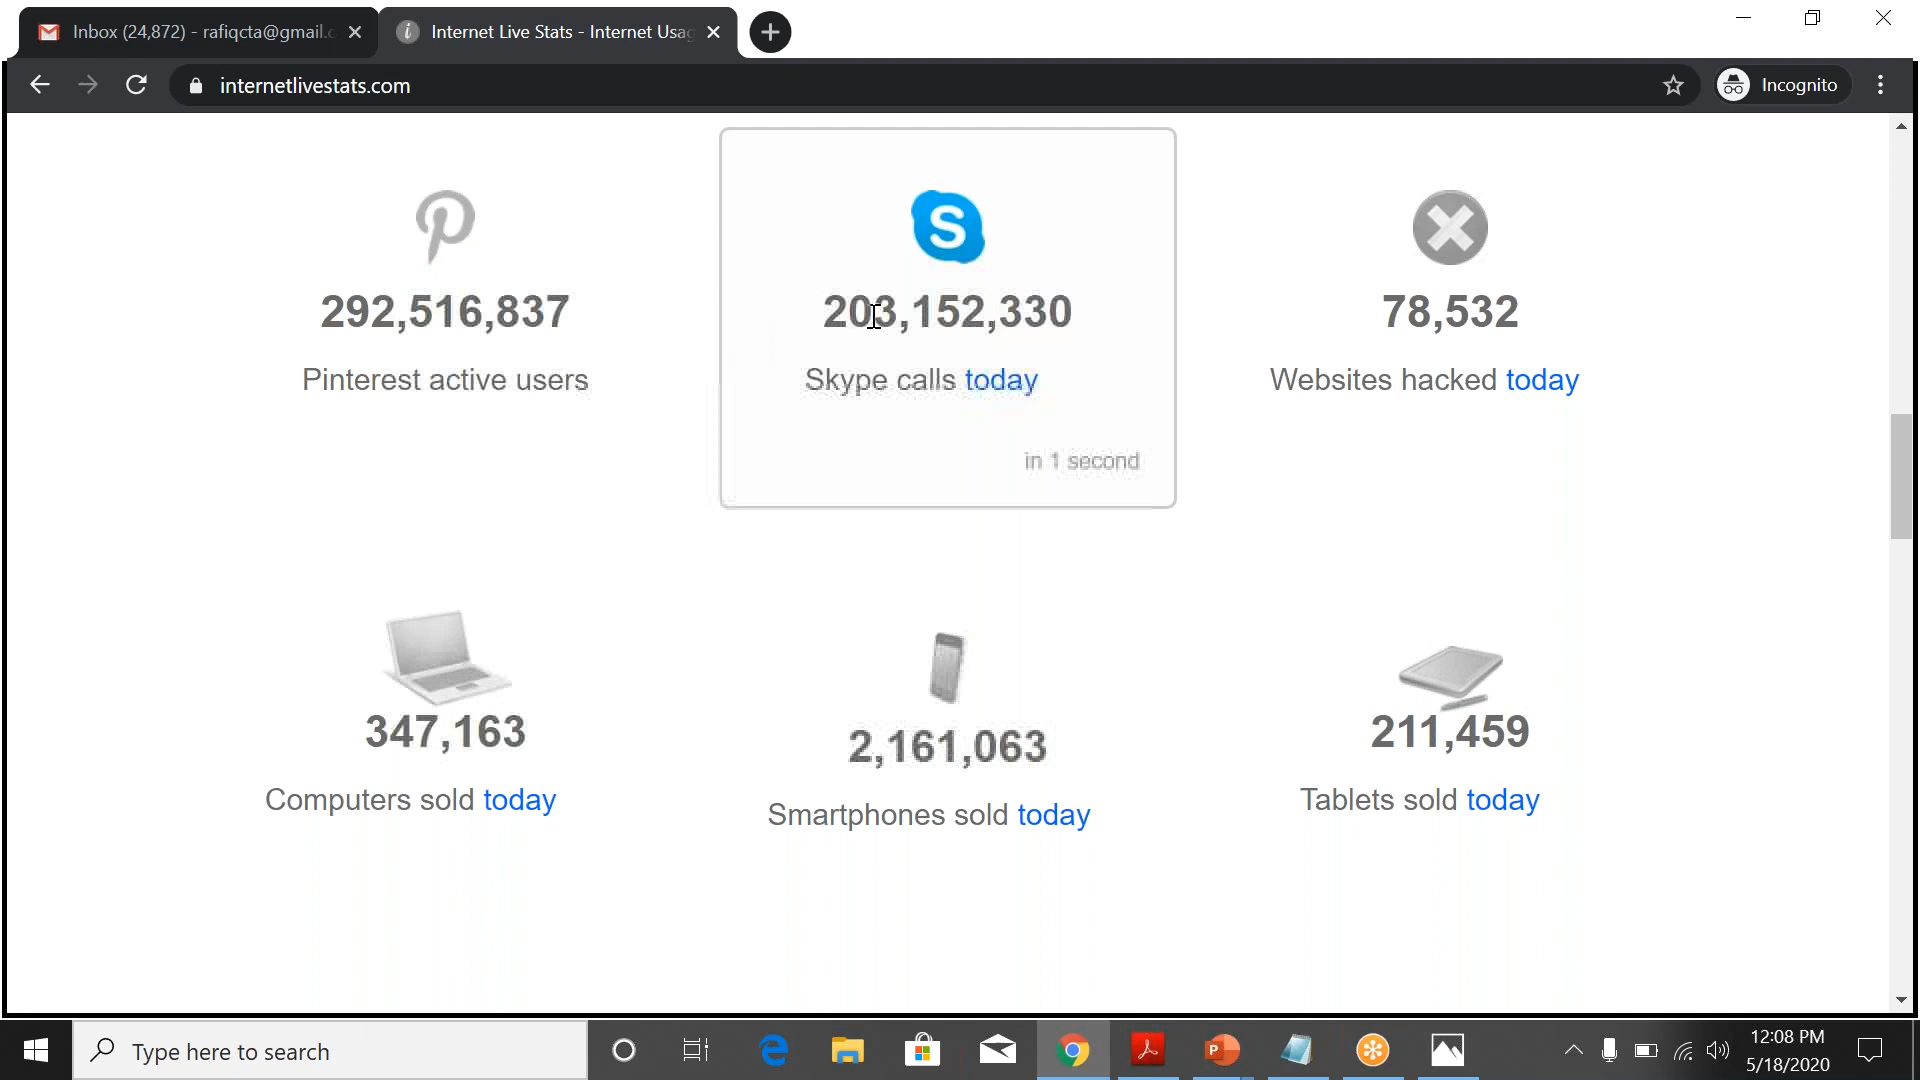 Inbox (24,872) - rafiqcta@gmail.c
Internet Live Stats - Internet Usag
internetlivestats.com
Incognito
292,516,837
Pinterest active users
203,152,330
Skype calls today
in 1 second
78,532
Websites hacked today
347,163
Computers sold today
2,161,063
Smartphones sold today
211,459
Tablets sold today
Type here to search
12:08 PM
5/18/2020